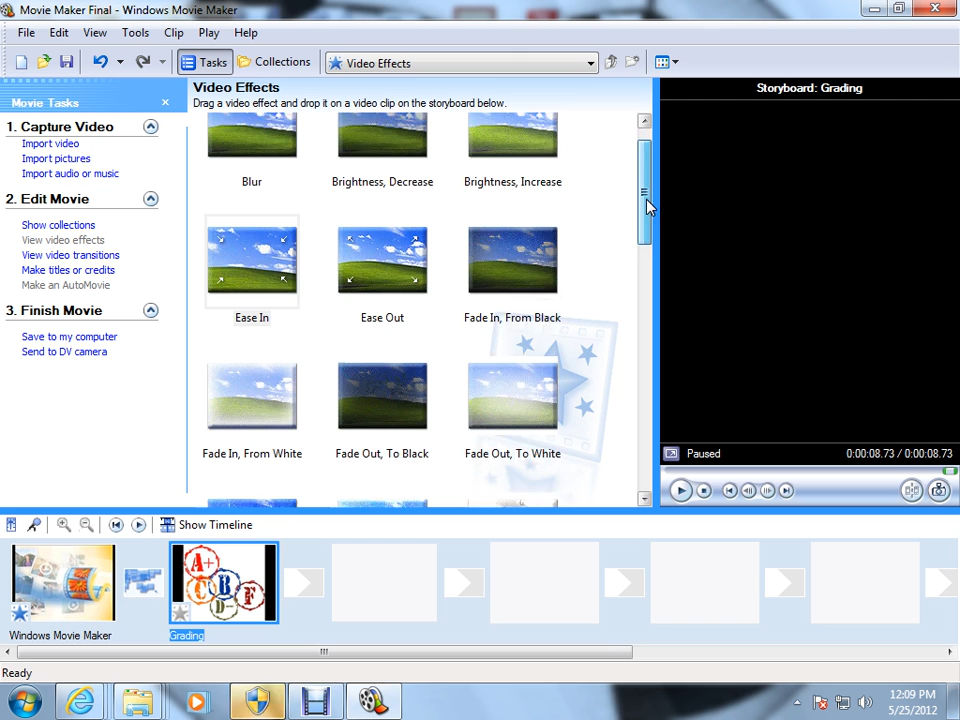 Movie Maker Final - Windows Movie Maker
File Edit View Tools Clip Play Help
Tasks Collections Video Effects
Movie Tasks
1. Capture Video
Import video
Import pictures
Import audio or music
2. Edit Movie
Show collections
View video effects
View video transitions
Make titles or credits
Make an AutoMovie
3. Finish Movie
Save to my computer
Send to DV camera
Video Effects
Drag a video effect and drop it on a video clip on the storyboard below.
Blur Brightness, Decrease Brightness, Increase
Ease In Ease Out Fade In, From Black
Fade In, From White Fade Out, To Black Fade Out, To White
Storyboard: Grading
Paused 0:00:08.73 / 0:00:08.73
Show Timeline
A+
C B F
D-
Windows Movie Maker Grading
Ready
12:09 PM
5/25/2012